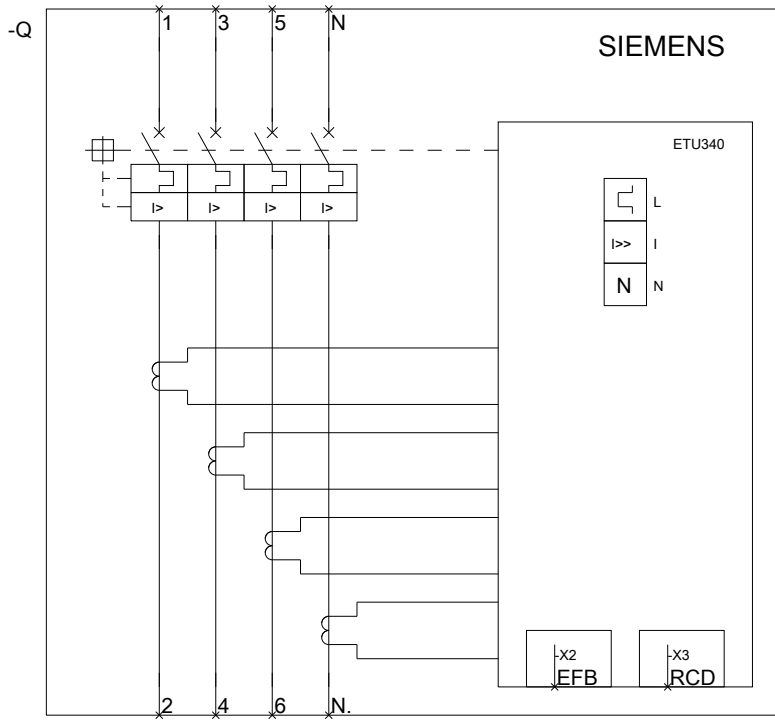 -Q
1 3 5 N
SIEMENS
ETU340
L
I> I> I> I>
I>> I
N N
-X2 -X3
EFB RCD
2 4 6 N.